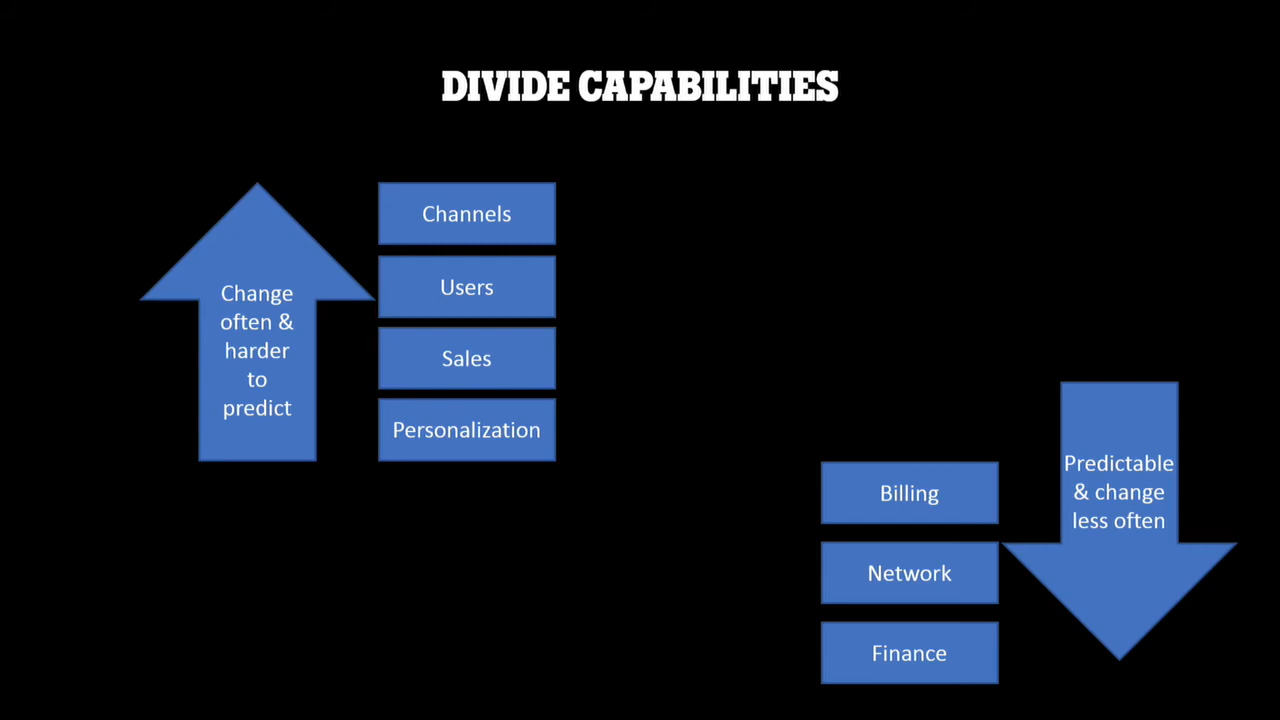 DIVIDE CAPABILITIES
Change
often &
harder
to
predict
Channels
Users
Sales
Personalization
Billing
Network
Finance
Predictable
& change
less often